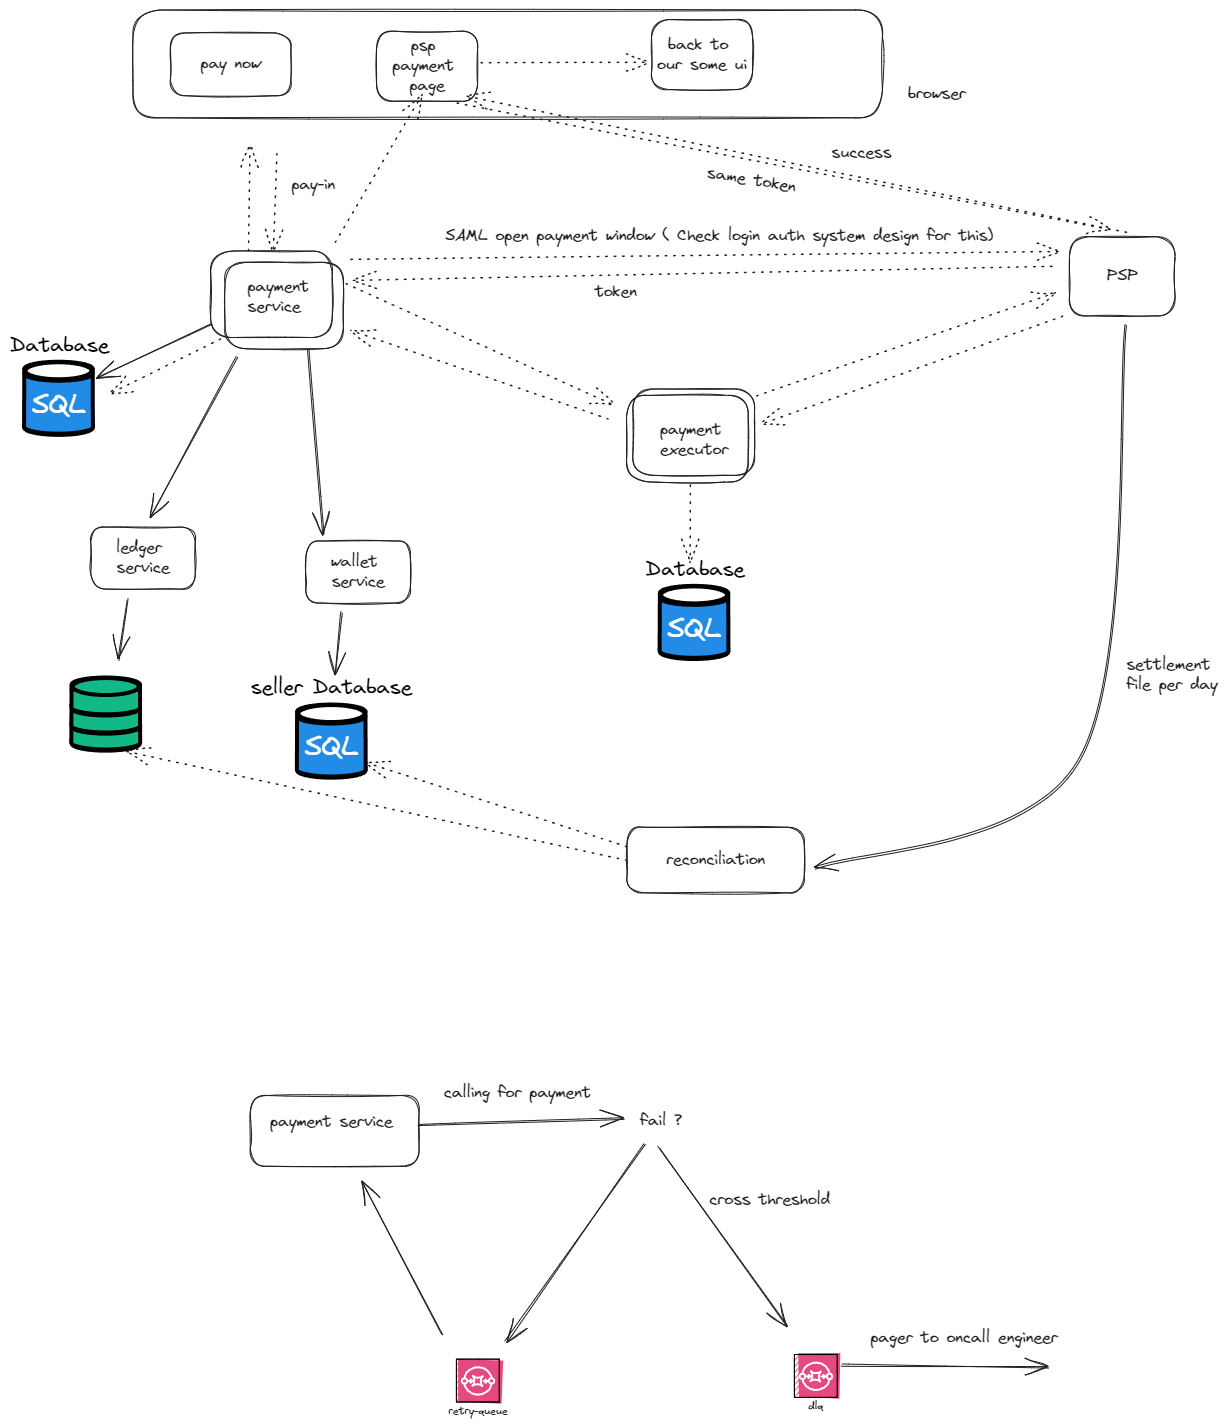 pay now
psp
payment
page
back to
our some ui
browser
success
same token
pay-in
SAML open payment window ( Check login auth system design for this)
token
PSP
payment
service
Database
SQL
payment
executor
ledger
service
wallet
service
Database
SQL
seller Database
SQL
settlement
file per day
reconciliation
calling for payment
payment service
fail ?
cross threshold
pager to oncall engineer
retry-queue
dlq